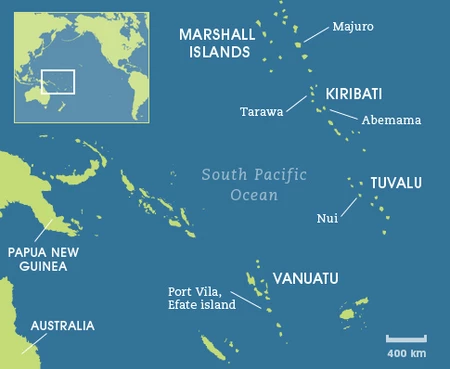 MARSHALL
ISLANDS
Majuro
KIRIBATI
Tarawa
Abemama
South Pacific
Ocean
TUVALU
Nui
PAPUA NEW
GUINEA
VANUATU
Port Vila,
Efate island
AUSTRALIA
400 km